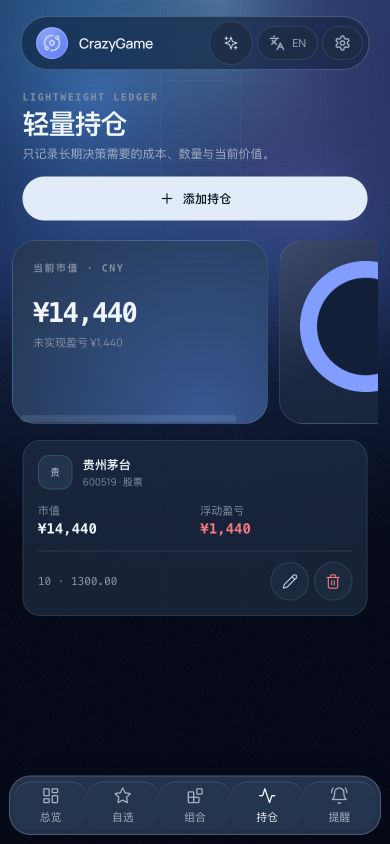 CrazyGame
EN
LIGHTWEIGHT LEDGER
轻量持仓
只记录长期决策需要的成本、数量与当前价值。
添加持仓
当前市值 · CNY
¥14,440
未实现盈亏 ¥1,440
贵
贵州茅台
600519 · 股票
市值 浮动盈亏
¥14,440 ¥1,440
10 · 1300.00
总览 自选 组合 持仓 提醒